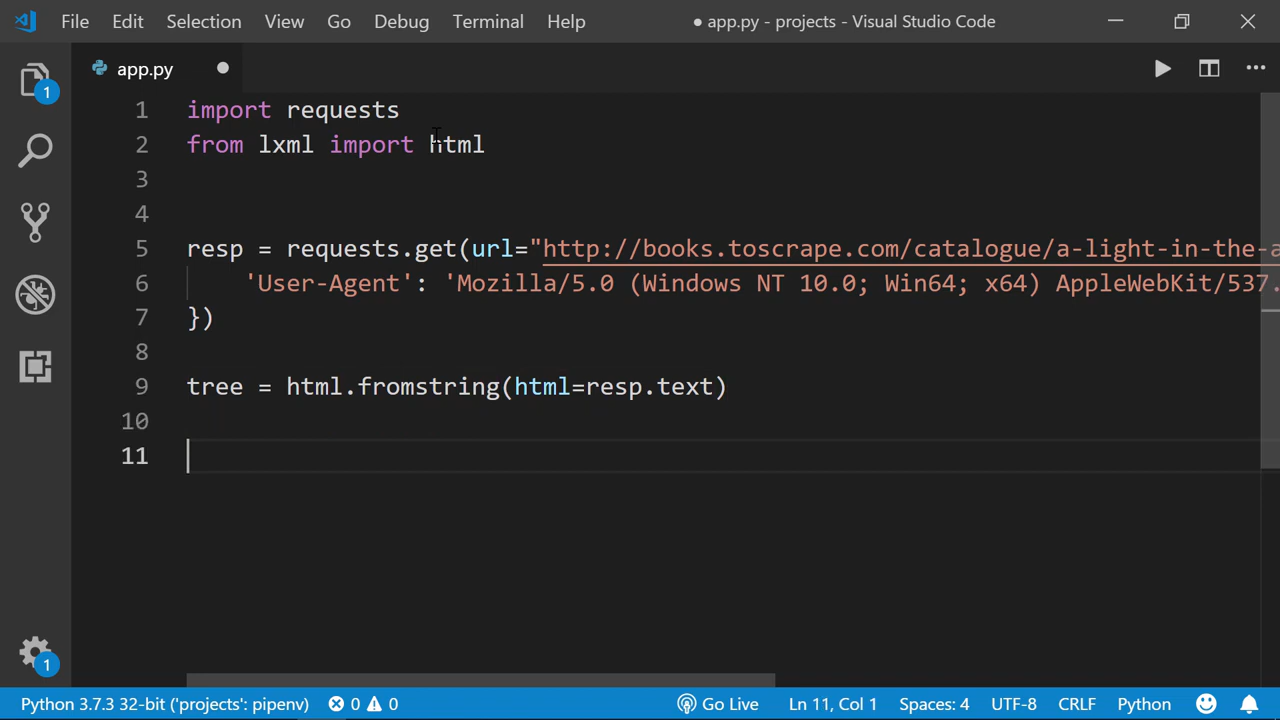 File Edit Selection View Go Debug Terminal Help ● app.py - projects - Visual Studio Code
1 app.py ●
1 import requests
2 from lxml import html
3
4
5 resp = requests.get(url="http://books.toscrape.com/catalogue/a-light-in-the-a
6 'User-Agent': 'Mozilla/5.0 (Windows NT 10.0; Win64; x64) AppleWebKit/537.
7 })
8
9 tree = html.fromstring(html=resp.text)
10
11
1
Python 3.7.3 32-bit ('projects': pipenv) 0 0 Go Live Ln 11, Col 1 Spaces: 4 UTF-8 CRLF Python